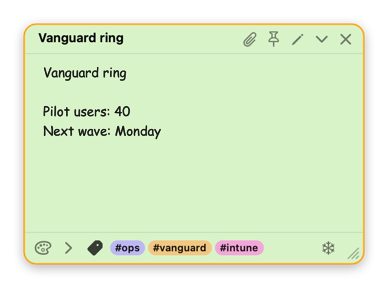 Vanguard ring
Vanguard ring
Pilot users: 40
Next wave: Monday
#ops #vanguard #intune